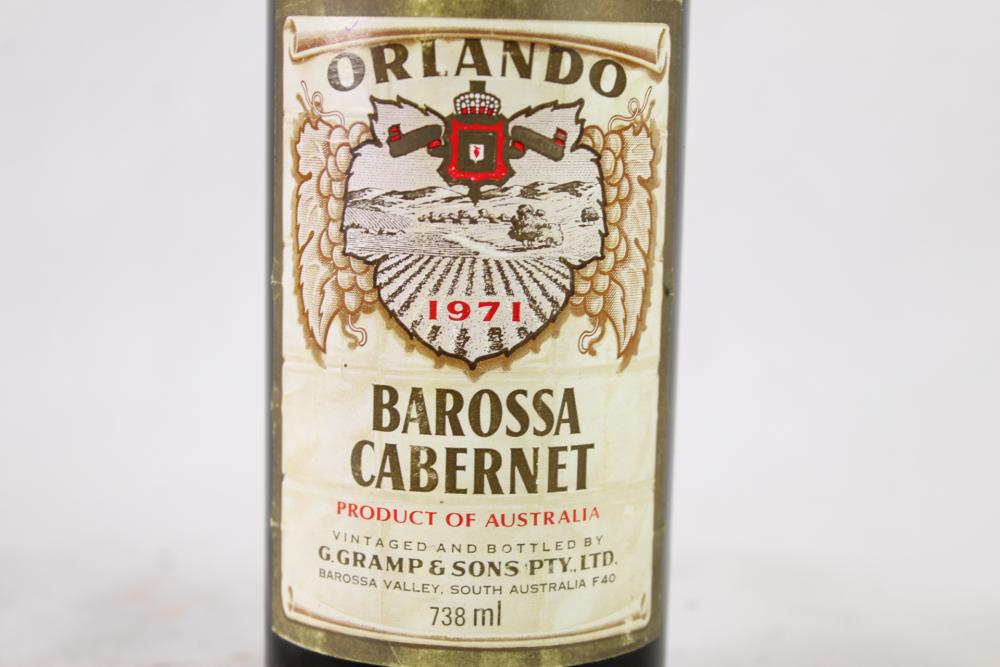 ORLANDO
1971
BAROSSA
CABERNET
PRODUCT OF AUSTRALIA
VINTAGED AND BOTTLED BY
G. GRAMP & SONS PTY., LTD.
BAROSSA VALLEY, SOUTH AUSTRALIA F40
738 ml